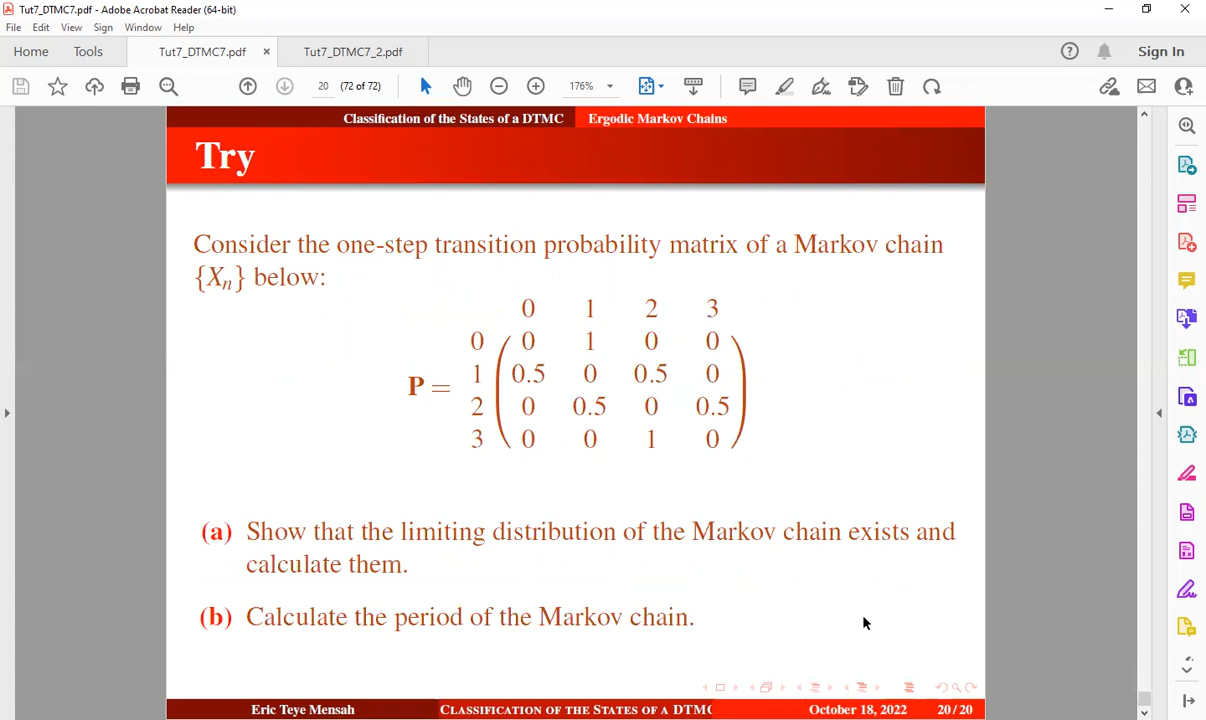 Tut7_DTMC7.pdf - Adobe Acrobat Reader (64-bit)
File Edit View Sign Window Help
Home Tools Tut7_DTMC7.pdf × Tut7_DTMC7_2.pdf Sign In
20 (72 of 72) 176%
Classification of the States of a DTMC Ergodic Markov Chains
Try
Consider the one-step transition probability matrix of a Markov chain
{Xn} below:
0 1 2 3
0 0 1 0 0
1 0.5 0 0.5 0
P =
2 0 0.5 0 0.5
3 0 0 1 0
(a) Show that the limiting distribution of the Markov chain exists and
calculate them.
(b) Calculate the period of the Markov chain.
Eric Teye Mensah CLASSIFICATION OF THE STATES OF A DTMC October 18, 2022 20/20